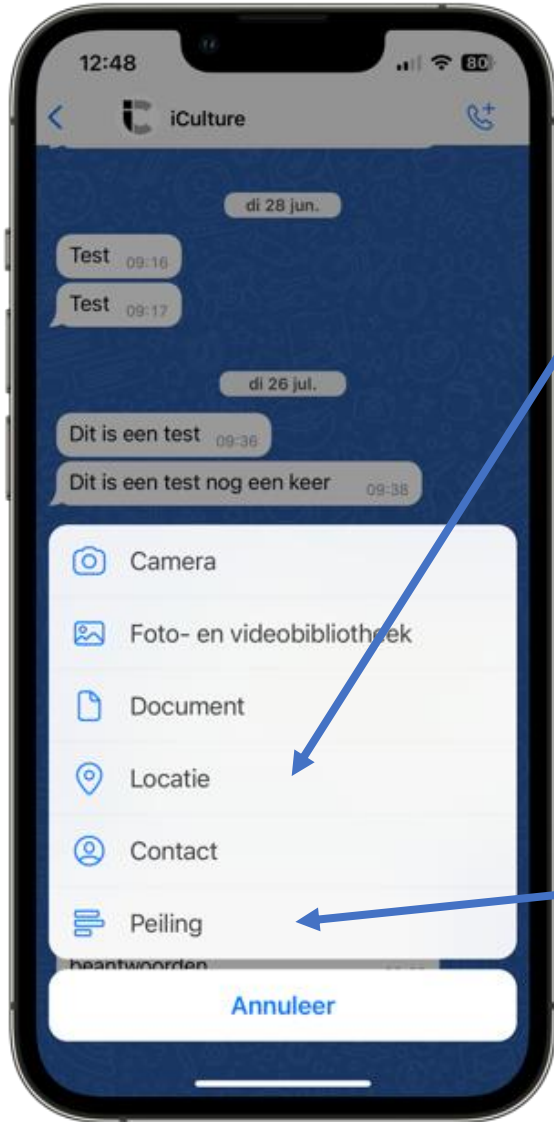 12:48
80
iCulture
di 28 jun.
Test 09:16
Test 09:17
di 26 jul.
Dit is een test 09:36
Dit is een test nog een keer 09:38
Camera
Foto- en videobibliotheek
Document
Locatie
Contact
Peiling
beantwoorden
Annuleer